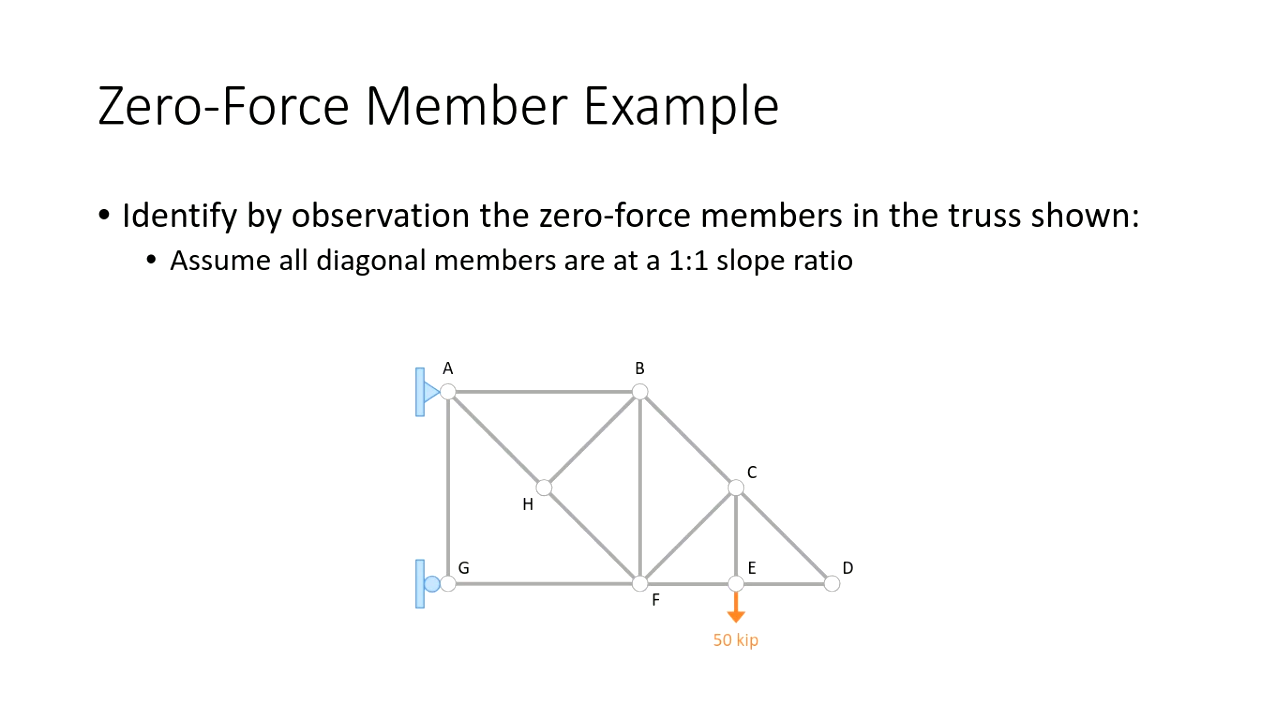 Zero-Force Member Example
• Identify by observation the zero-force members in the truss shown:
• Assume all diagonal members are at a 1:1 slope ratio
A
B
C
H
G
E
D
F
50 kip